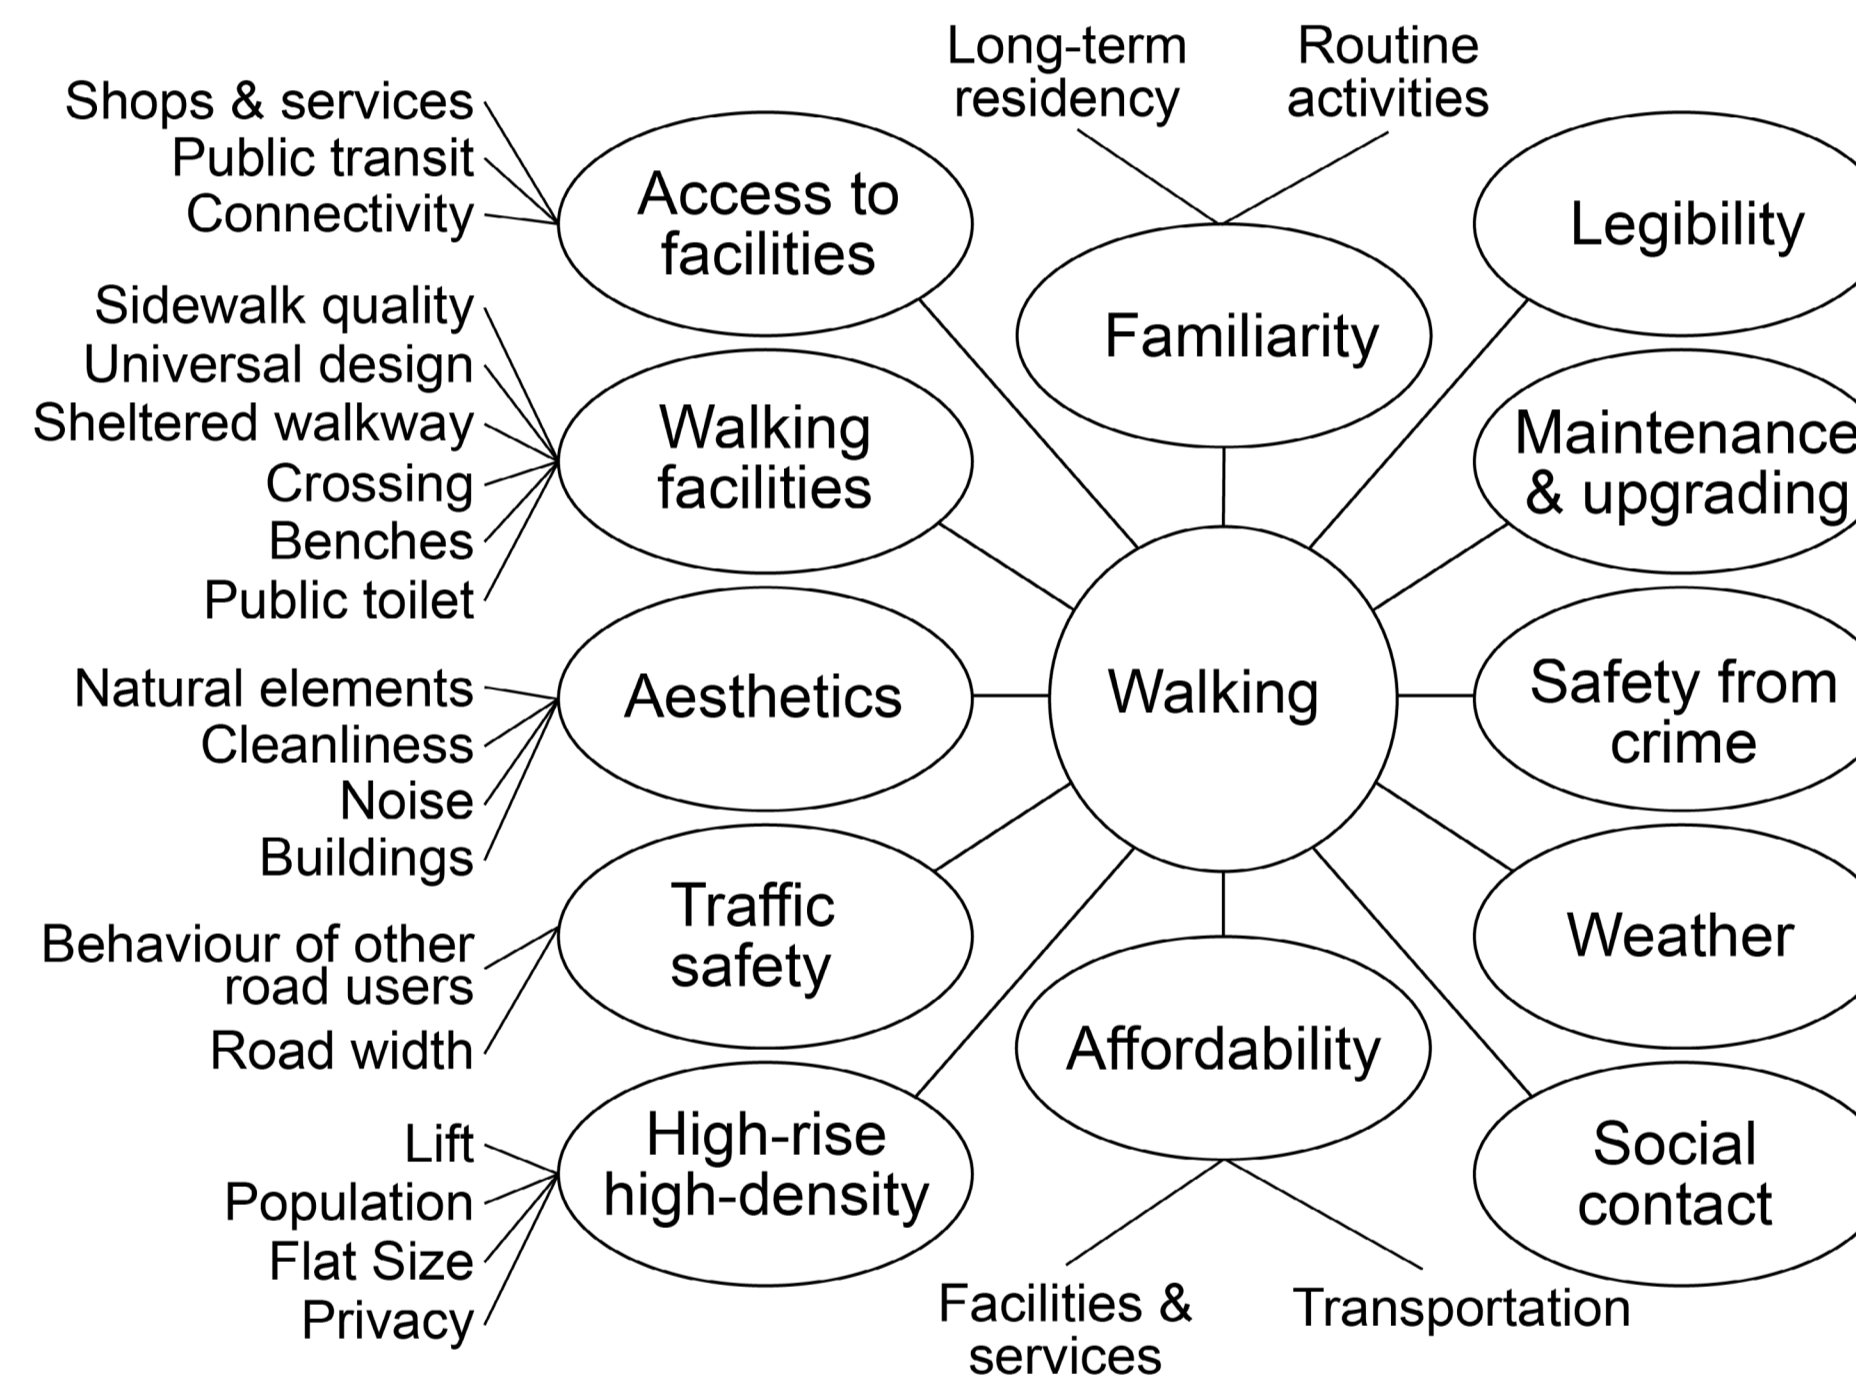 Long-term
residency
Routine
activities
Shops & services
Public transit
Connectivity
Access to
facilities
Familiarity
Legibility
Sidewalk quality
Universal design
Sheltered walkway
Crossing
Benches
Public toilet
Walking
facilities
Maintenance
& upgrading
Natural elements
Cleanliness
Noise
Buildings
Aesthetics
Walking
Safety from
crime
Behaviour of other
road users
Road width
Traffic
safety
Weather
Lift
Population
Flat Size
Privacy
High-rise
high-density
Affordability
Social
contact
Facilities &
services
Transportation